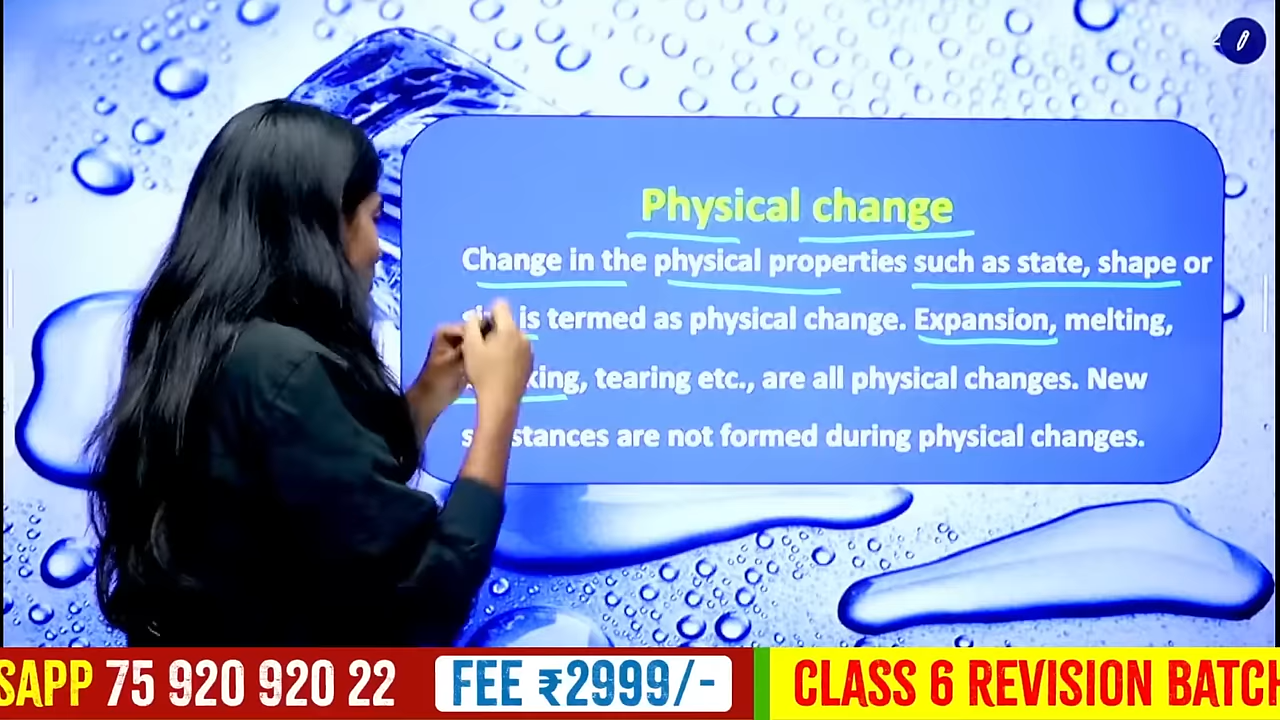 Physical change
Change in the physical properties such as state, shape or
is termed as physical change. Expansion, melting,
tearing etc., are all physical changes. New
are not formed during physical changes.
SAPP 75 920 920 22 FEE ₹2999/- CLASS 6 REVISION BATCH